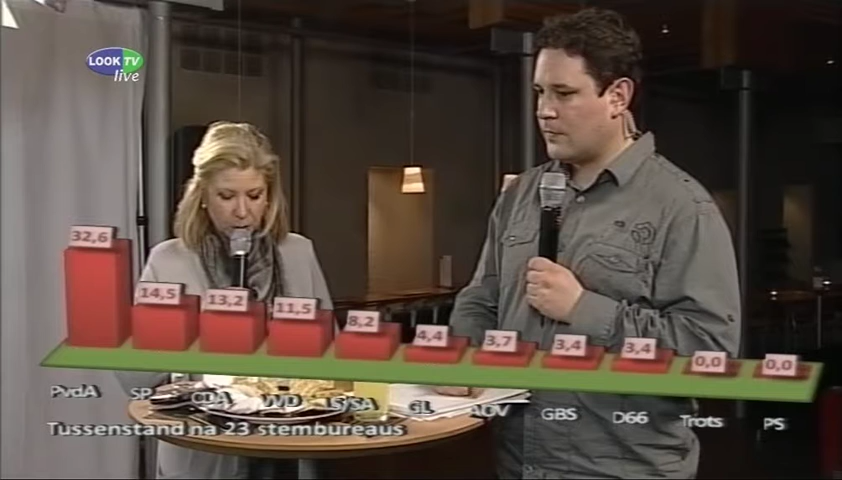 LOOK TV
live
32,6 14,5 13,2 11,5 8,2 4,4 3,7 3,4 3,4 0,0 0,0
PvdA SP CDA VVD LS/SA GL AOV GBS D66 Trots PS
Tussenstand na 23 stembureaus